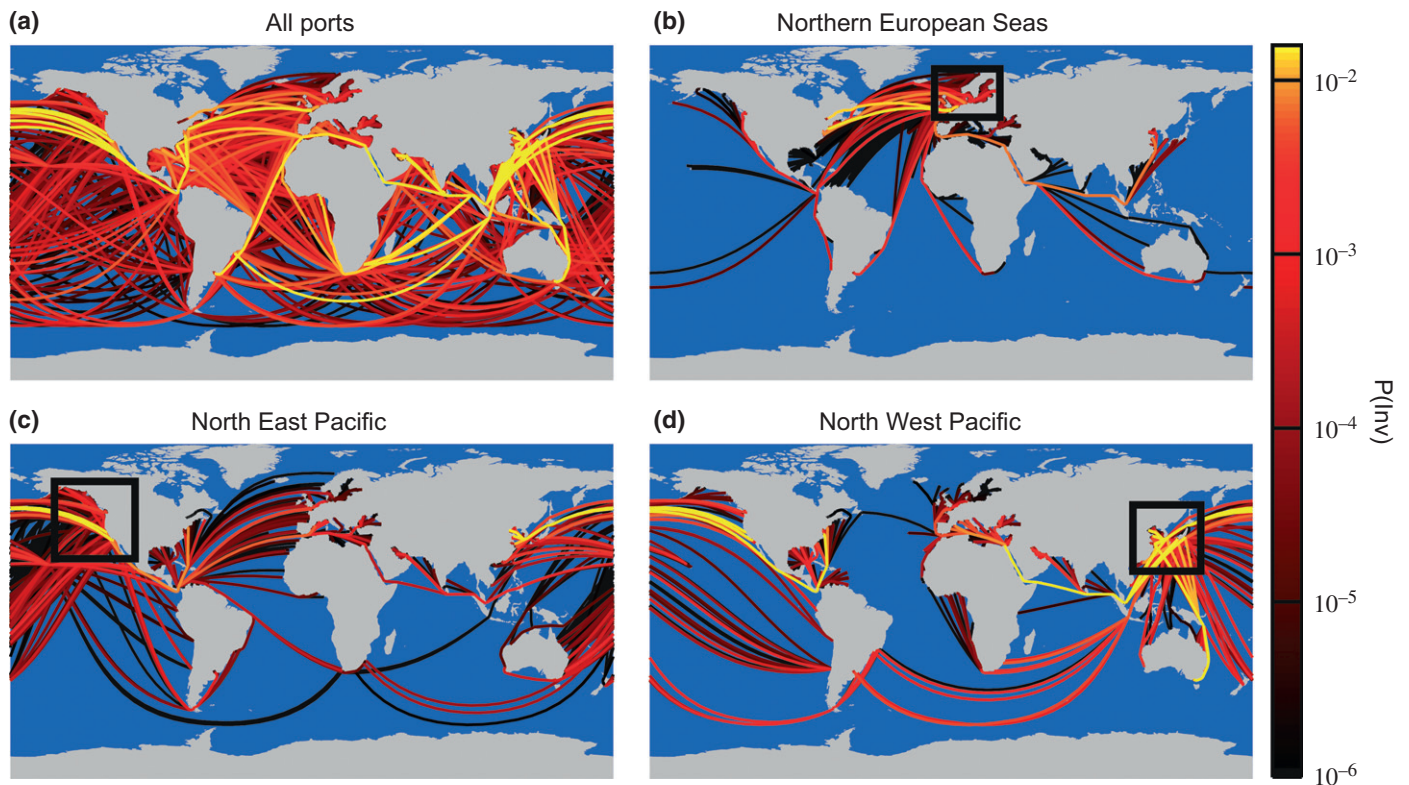 (a) All ports
(b) Northern European Seas
(c) North East Pacific
(d) North West Pacific
10⁻²
10⁻³
10⁻⁴
10⁻⁵
10⁻⁶
P(Inv)